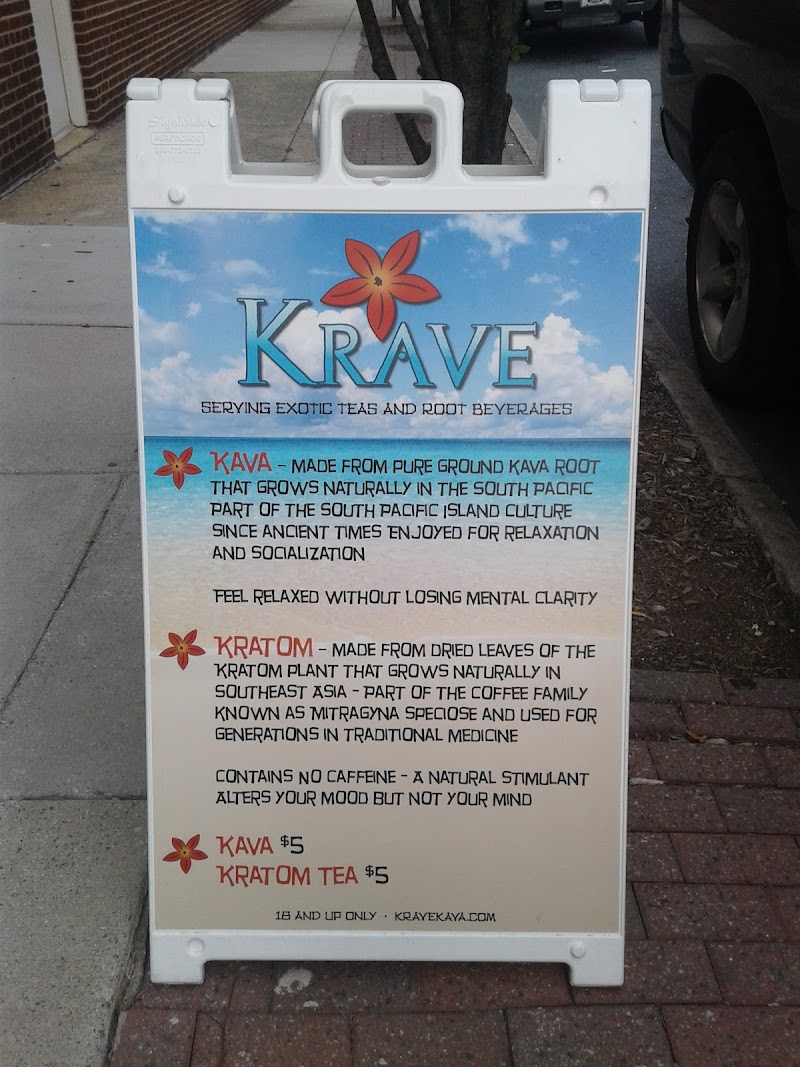 Signicade
PLASTICADE
KRAVE
SERVING EXOTIC TEAS AND ROOT BEVERAGES
KAVA – MADE FROM PURE GROUND KAVA ROOT
THAT GROWS NATURALLY IN THE SOUTH PACIFIC
PART OF THE SOUTH PACIFIC ISLAND CULTURE
SINCE ANCIENT TIMES ENJOYED FOR RELAXATION
AND SOCIALIZATION
FEEL RELAXED WITHOUT LOSING MENTAL CLARITY
KRATOM – MADE FROM DRIED LEAVES OF THE
KRATOM PLANT THAT GROWS NATURALLY IN
SOUTHEAST ASIA – PART OF THE COFFEE FAMILY
KNOWN AS MITRAGYNA SPECIOSE AND USED FOR
GENERATIONS IN TRADITIONAL MEDICINE
CONTAINS NO CAFFEINE – A NATURAL STIMULANT
ALTERS YOUR MOOD BUT NOT YOUR MIND
KAVA $5
KRATOM TEA $5
18 AND UP ONLY · KRAVEKAVA.COM